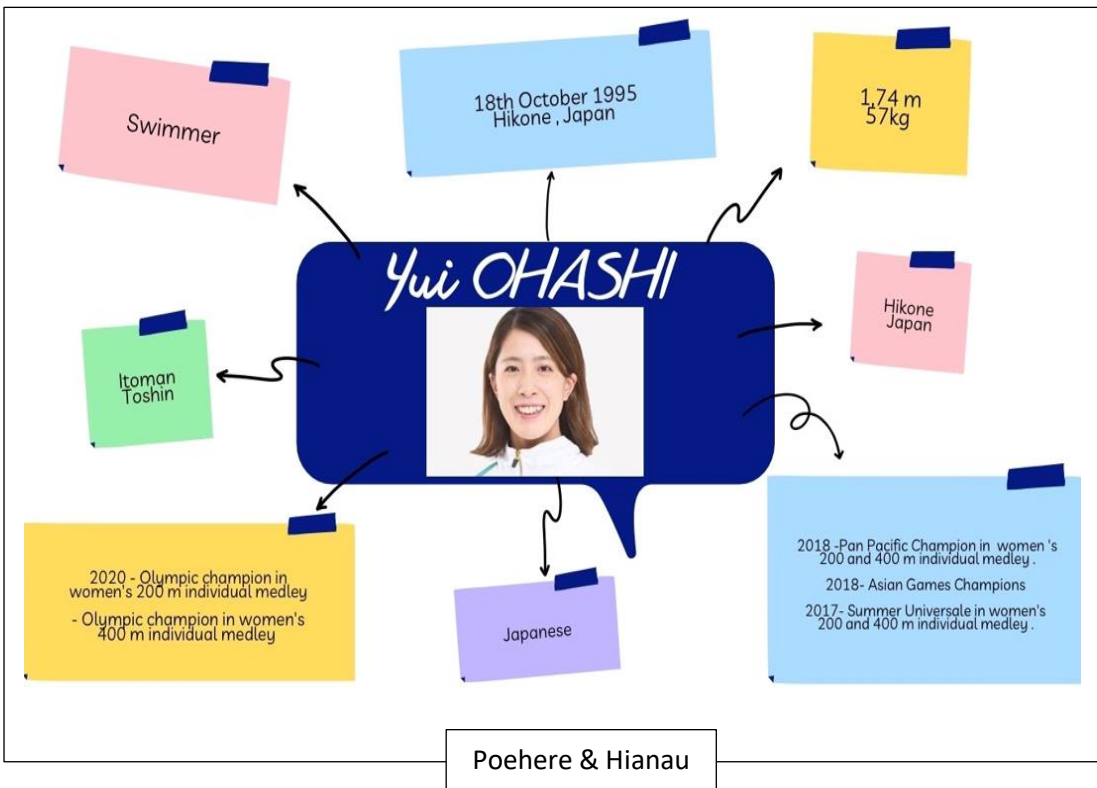 Swimmer
18th October 1995
Hikone , Japan
1,74 m
57kg
Yui OHASHI
Hikone
Japan
Itoman
Toshin
2020 - Olympic champion in
women's 200 m individual medley
- Olympic champion in women's
400 m individual medley
Japanese
2018 -Pan Pacific Champion in women 's
200 and 400 m individual medley .
2018- Asian Games Champions
2017- Summer Universale in women's
200 and 400 m individual medley .
Poehere & Hianau